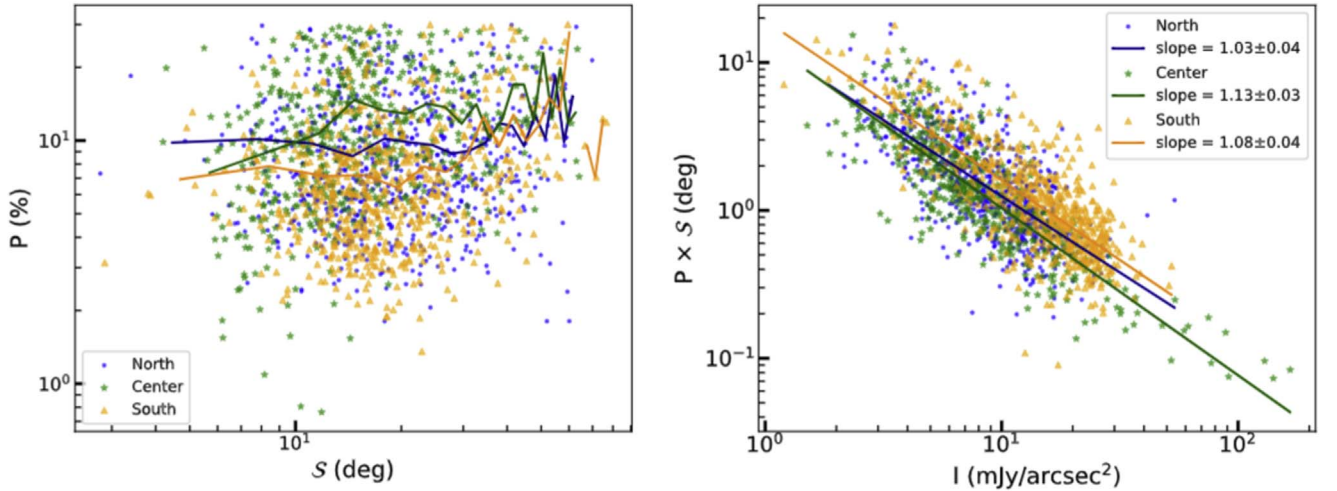 P (%)
10¹
10⁰
North
Center
South
10¹
𝒮 (deg)
P × 𝒮 (deg)
10¹
10⁰
10⁻¹
North
slope = 1.03±0.04
Center
slope = 1.13±0.03
South
slope = 1.08±0.04
10⁰
10¹
10²
I (mJy/arcsec²)